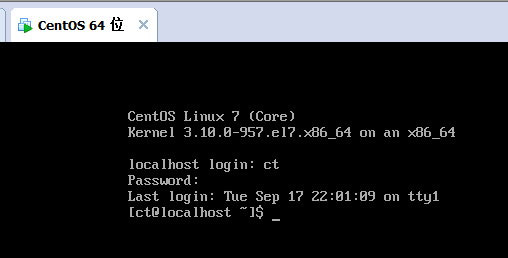 CentOS 64 位
CentOS Linux 7 (Core)
Kernel 3.10.0-957.el7.x86_64 on an x86_64
localhost login: ct
Password:
Last login: Tue Sep 17 22:01:09 on tty1
[ct@localhost ~]$ _